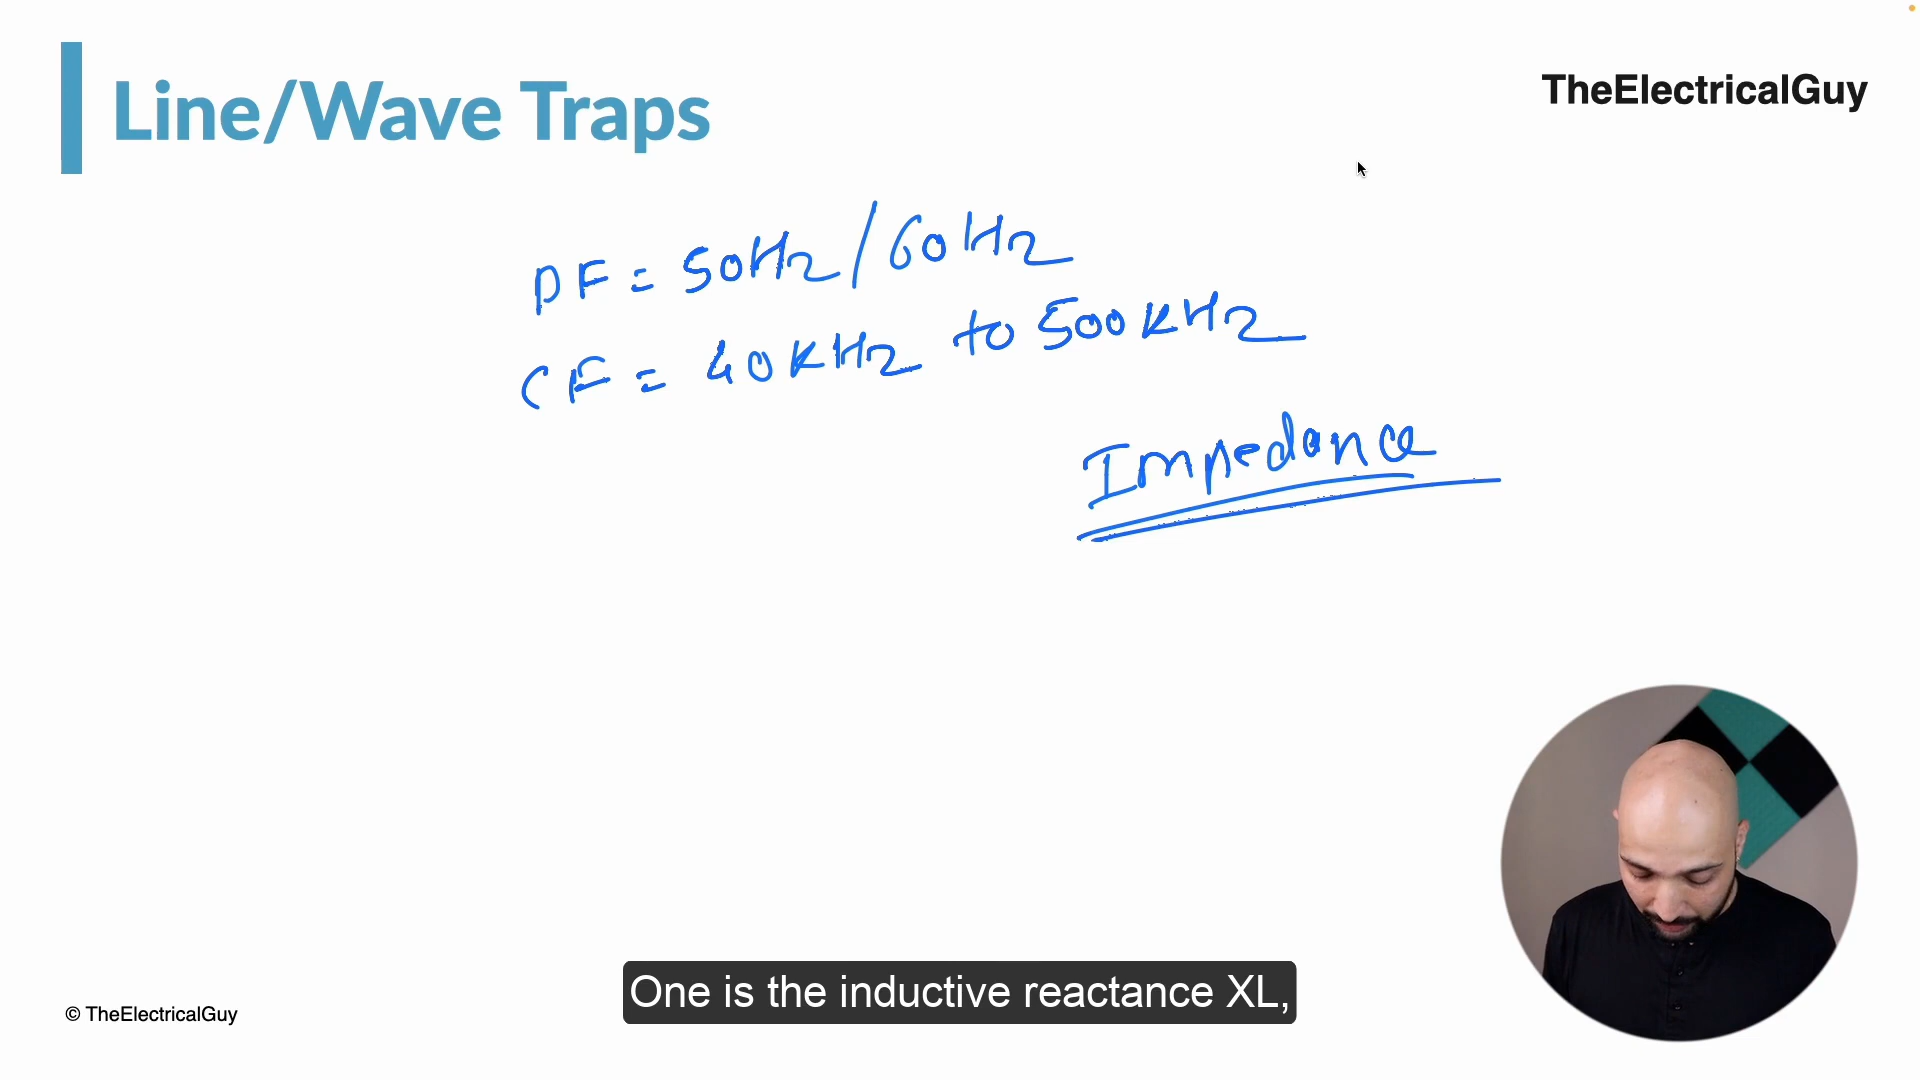 Line/Wave Traps
TheElectricalGuy
PF = 50Hz/60Hz
CF = 40KHz to 500KHz
Impedance
One is the inductive reactance XL,
© TheElectricalGuy